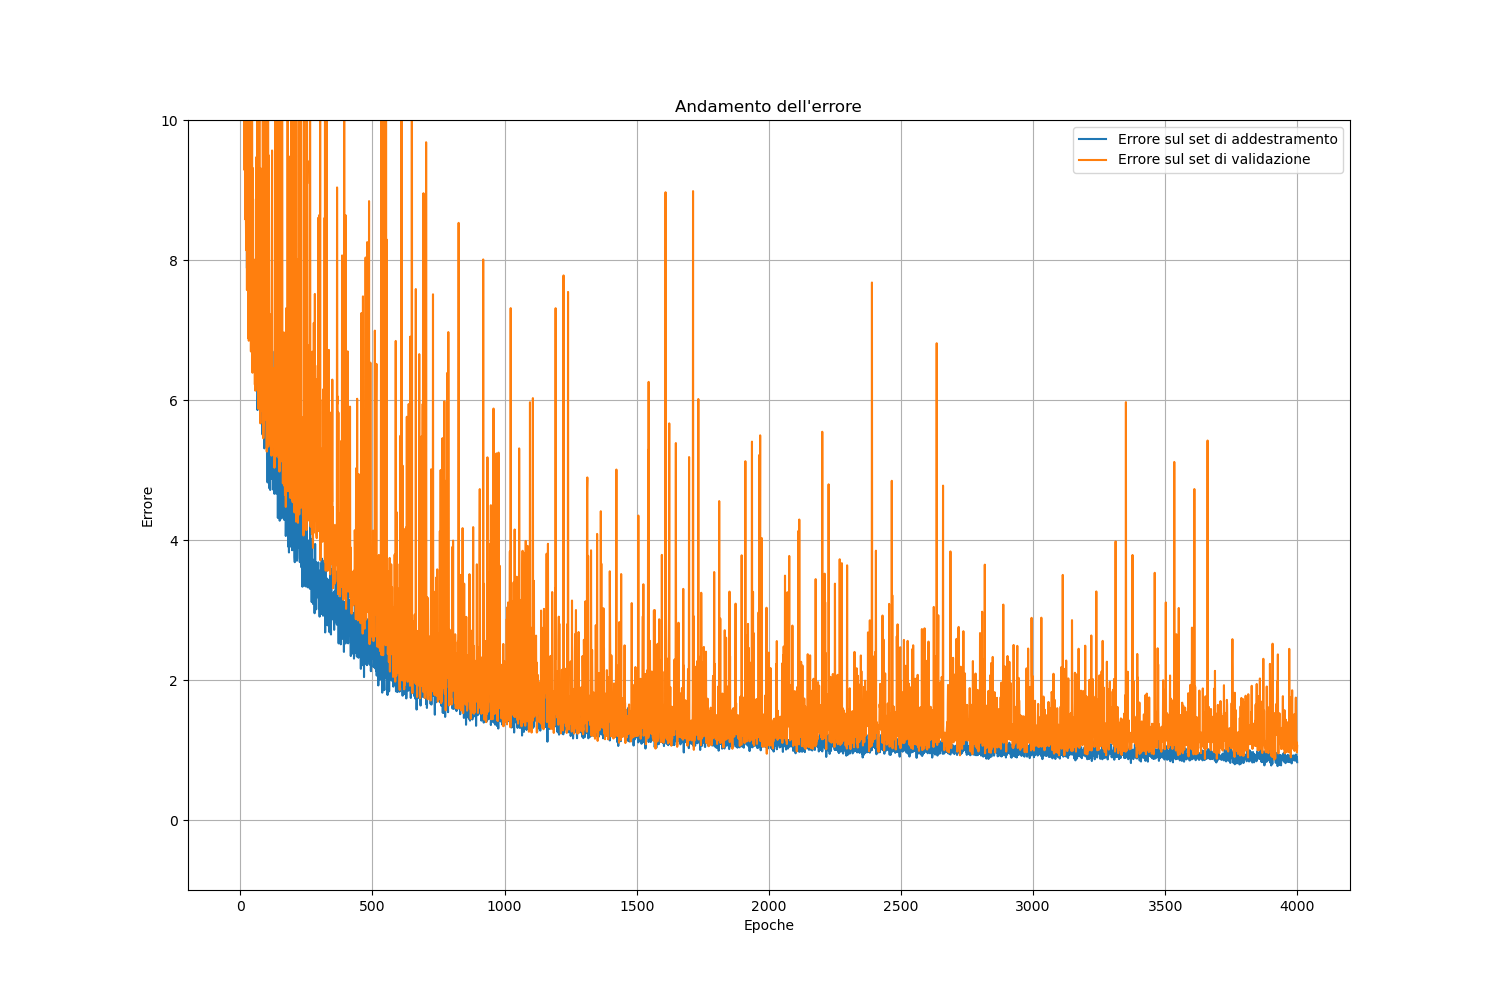 Andamento dell'errore
Errore sul set di addestramento
Errore sul set di validazione
10
8
6
4
2
0
Errore
0 500 1000 1500 2000 2500 3000 3500 4000
Epoche